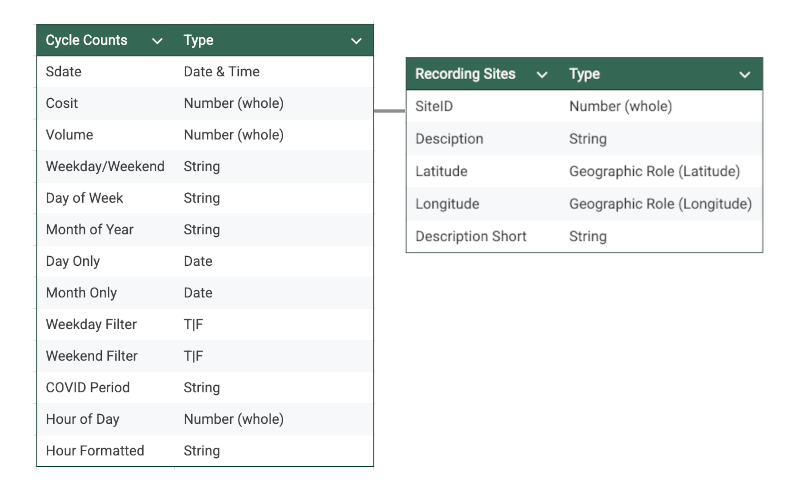 Cycle Counts Type
Sdate Date & Time
Cosit Number (whole)
Volume Number (whole)
Weekday/Weekend String
Day of Week String
Month of Year String
Day Only Date
Month Only Date
Weekday Filter T|F
Weekend Filter T|F
COVID Period String
Hour of Day Number (whole)
Hour Formatted String
Recording Sites Type
SiteID Number (whole)
Desciption String
Latitude Geographic Role (Latitude)
Longitude Geographic Role (Longitude)
Description Short String